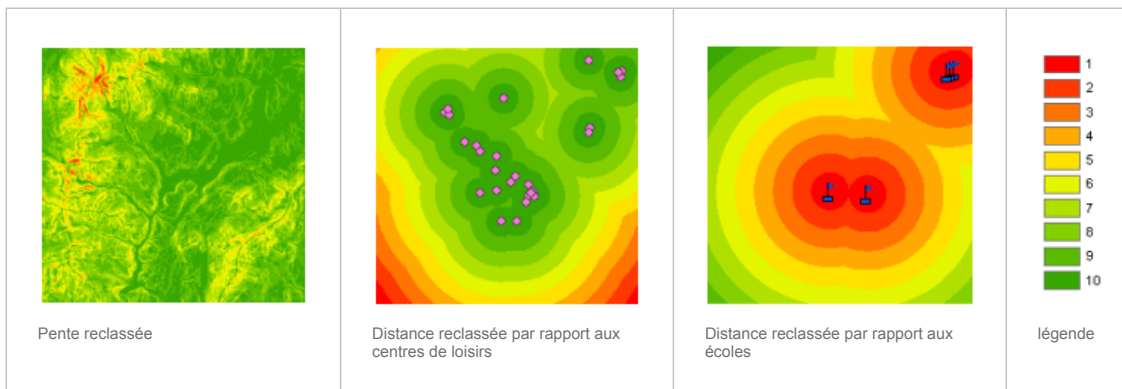 1
2
3
4
5
6
7
8
9
10
Pente reclassée
Distance reclassée par rapport aux
centres de loisirs
Distance reclassée par rapport aux
écoles
légende